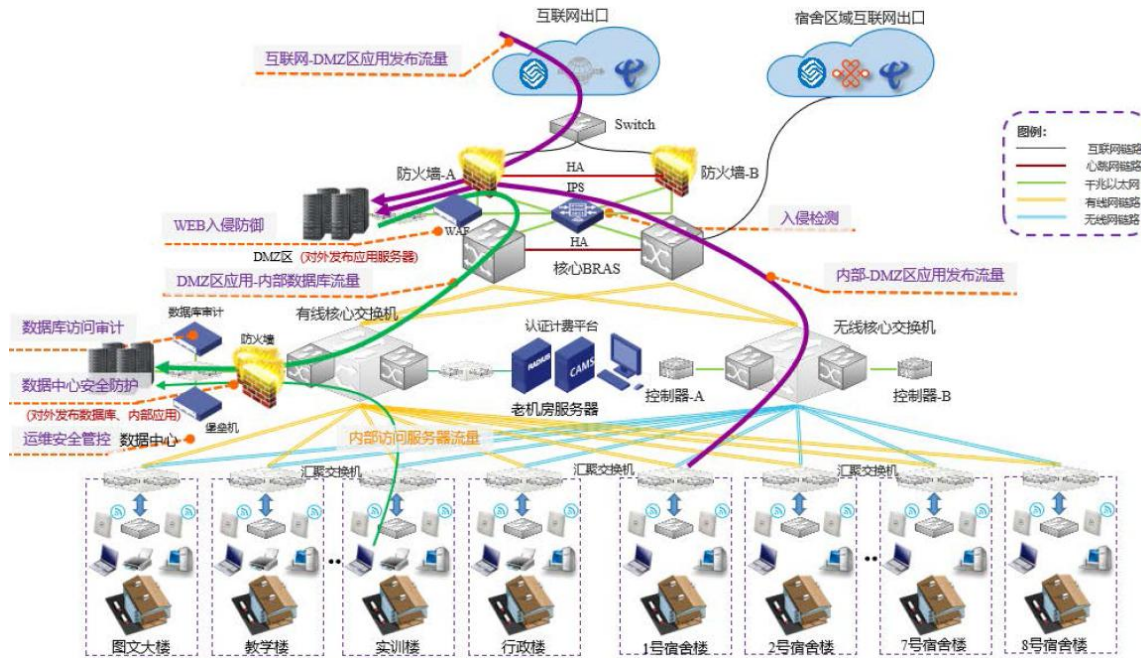 互联网出口
宿舍区域互联网出口
互联网-DMZ区应用发布流量
Switch
图例：
互联网链路
心跳网链路
千兆以太网
有线网链路
无线网链路
防火墙-A
HA
防火墙-B
IPS
WEB入侵防御
WAF
入侵检测
DMZ区
(对外发布应用服务器)
HA
核心BRAS
DMZ区应用-内部数据库流量
内部-DMZ区应用发布流量
数据库审计
有线核心交换机
认证计费平台
无线核心交换机
数据库访问审计
防火墙
RADIUS
CAMS
数据中心安全防护
老机房服务器
控制器-A
控制器-B
(对外发布数据库、内部应用)
堡垒机
运维安全管控
数据中心
内部访问服务器流量
汇聚交换机
汇聚交换机
汇聚交换机
汇聚交换机
图文大楼
教学楼
实训楼
行政楼
1号宿舍楼
2号宿舍楼
7号宿舍楼
8号宿舍楼